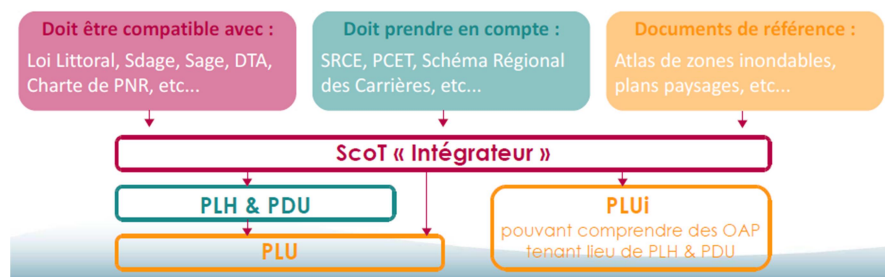 Doit être compatible avec :
Loi Littoral, Sdage, Sage, DTA,
Charte de PNR, etc...
Doit prendre en compte :
SRCE, PCET, Schéma Régional
des Carrières, etc...
Documents de référence :
Atlas de zones inondables,
plans paysages, etc...
ScoT « Intégrateur »
PLH & PDU
PLU
PLUi
pouvant comprendre des OAP
tenant lieu de PLH & PDU